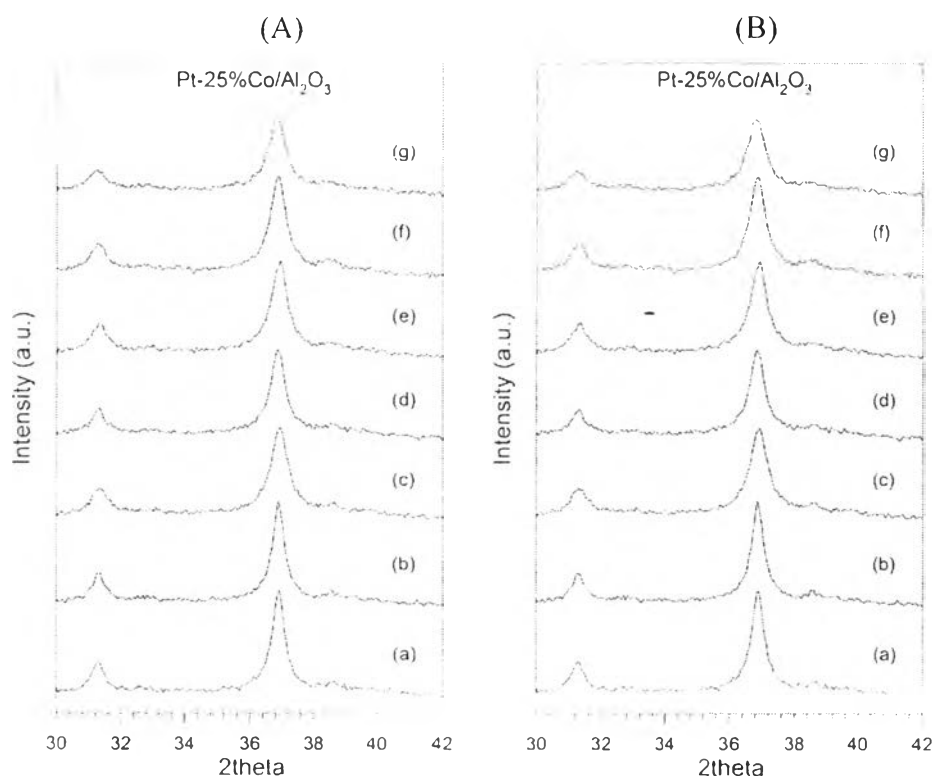 (A)
Pt-25%Co/Al₂O₃
(g)
(f)
(e)
(d)
(c)
(b)
(a)
Intensity (a.u.)
30 32 34 36 38 40 42
2theta
(B)
Pt-25%Co/Al₂O₃
(g)
(f)
(e)
(d)
(c)
(b)
(a)
Intensity (a.u.)
30 32 34 36 38 40 42
2theta